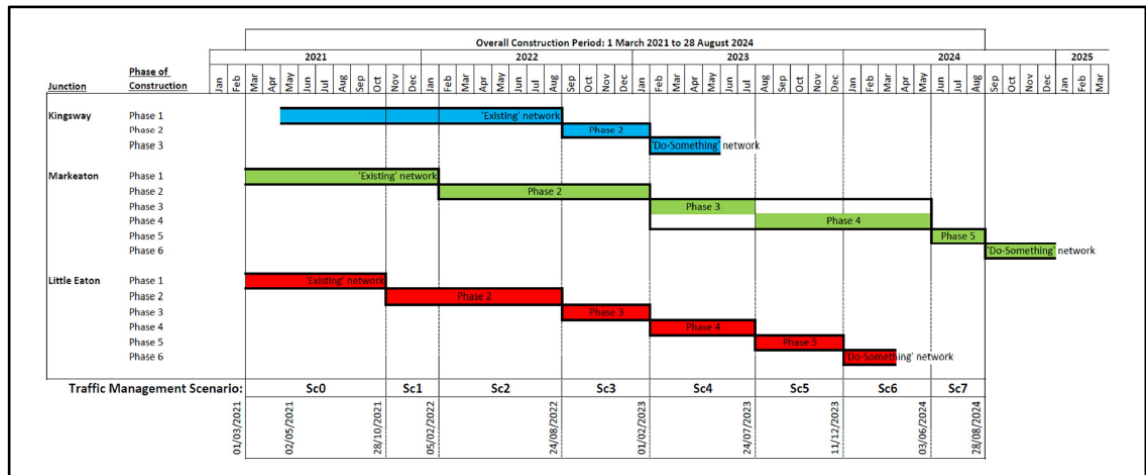 Overall Construction Period: 1 March 2021 to 28 August 2024
2021 2022 2023 2024 2025
Junction Phase of Construction Jan Feb Mar Apr May Jun Jul Aug Sep Oct Nov Dec Jan Feb Mar Apr May Jun Jul Aug Sep Oct Nov Dec Jan Feb Mar Apr May Jun Jul Aug Sep Oct Nov Dec Jan Feb Mar Apr May Jun Jul Aug Sep Oct Nov Dec Jan Feb Mar
Kingsway Phase 1 'Existing' network
Phase 2 Phase 2
Phase 3 'Do-Something' network
Markeaton Phase 1 'Existing' network
Phase 2 Phase 2
Phase 3 Phase 3
Phase 4 Phase 4
Phase 5 Phase 5
Phase 6 'Do-Something' network
Little Eaton Phase 1 'Existing' network
Phase 2 Phase 2
Phase 3 Phase 3
Phase 4 Phase 4
Phase 5 Phase 5
Phase 6 'Do-Something' network
Traffic Management Scenario: Sc0 Sc1 Sc2 Sc3 Sc4 Sc5 Sc6 Sc7
01/03/2021 02/05/2021 28/10/2021 05/02/2022 24/08/2022 01/02/2023 24/07/2023 11/12/2023 03/06/2024 28/08/2024